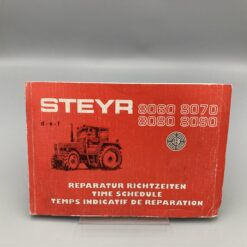 STEYR 8060 8070
8080 8090
d-e-f
REPARATUR RICHTZEITEN
TIME SCHEDULE
TEMPS INDICATIF DE REPARATION